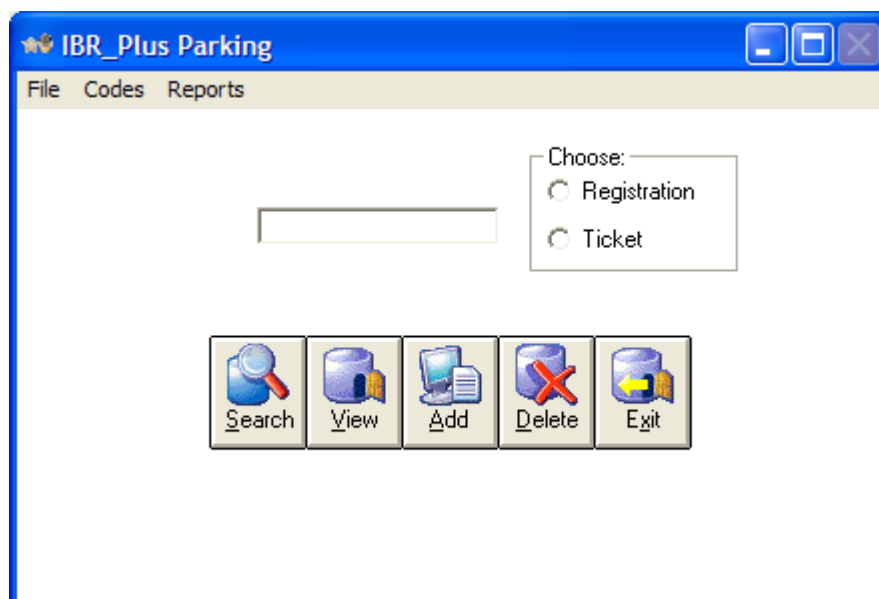 IBR_Plus Parking
File Codes Reports
Choose:
Registration
Ticket
Search View Add Delete Exit